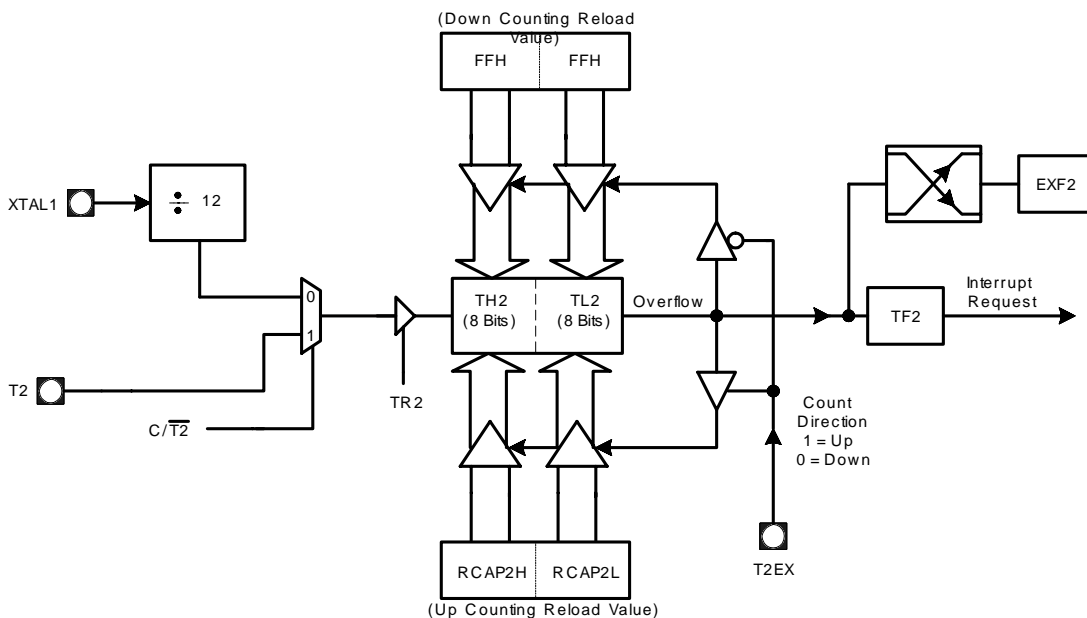 (Down Counting Reload
Value)
FFH FFH
XTAL1
÷ 12
EXF2
0
1
TH2
(8 Bits)
TL2
(8 Bits)
Overflow
Interrupt
Request
TF2
T2
TR2
C/T̅2̅
Count
Direction
1 = Up
0 = Down
RCAP2H RCAP2L
T2EX
(Up Counting Reload Value)